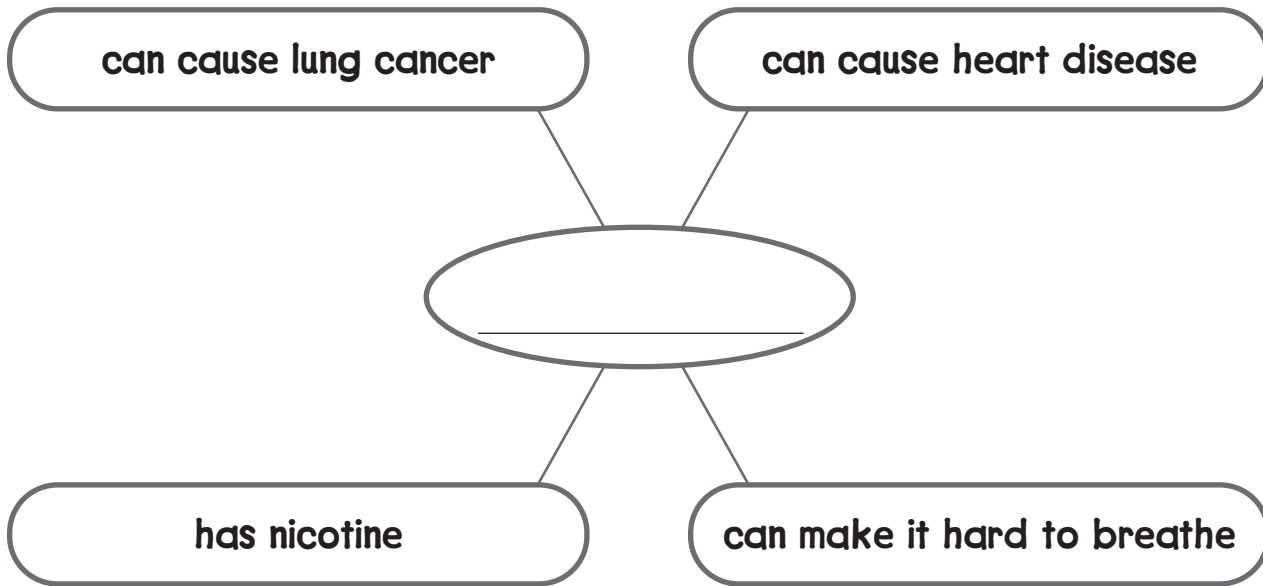 can cause lung cancer
can cause heart disease
has nicotine
can make it hard to breathe